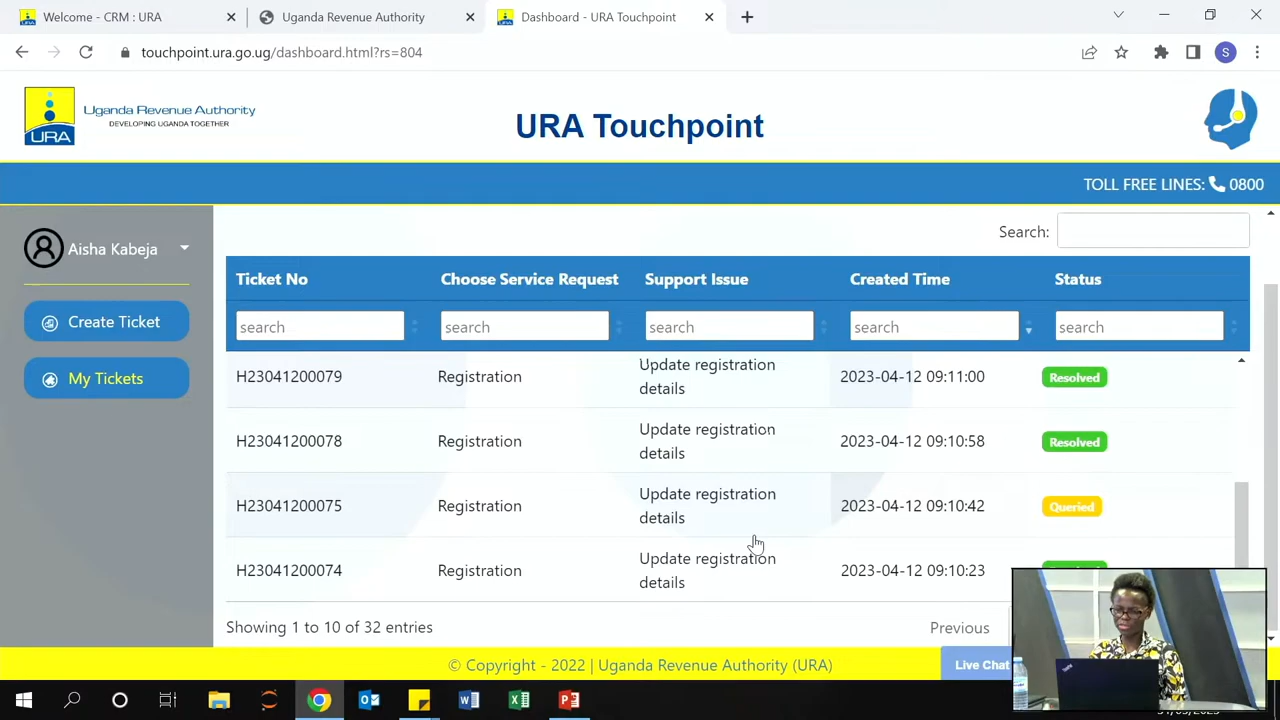 Welcome - CRM : URA
Uganda Revenue Authority
Dashboard - URA Touchpoint
touchpoint.ura.go.ug/dashboard.html?rs=804
S
Uganda Revenue Authority
DEVELOPING UGANDA TOGETHER
URA
URA Touchpoint
TOLL FREE LINES: 0800
Aisha Kabeja
Create Ticket
My Tickets
Search:
Ticket No Choose Service Request Support Issue Created Time Status
search search search search search
H23041200079 Registration Update registration details 2023-04-12 09:11:00 Resolved
H23041200078 Registration Update registration details 2023-04-12 09:10:58 Resolved
H23041200075 Registration Update registration details 2023-04-12 09:10:42 Queried
H23041200074 Registration Update registration details 2023-04-12 09:10:23
Showing 1 to 10 of 32 entries
Previous
© Copyright - 2022 | Uganda Revenue Authority (URA)
Live Chat